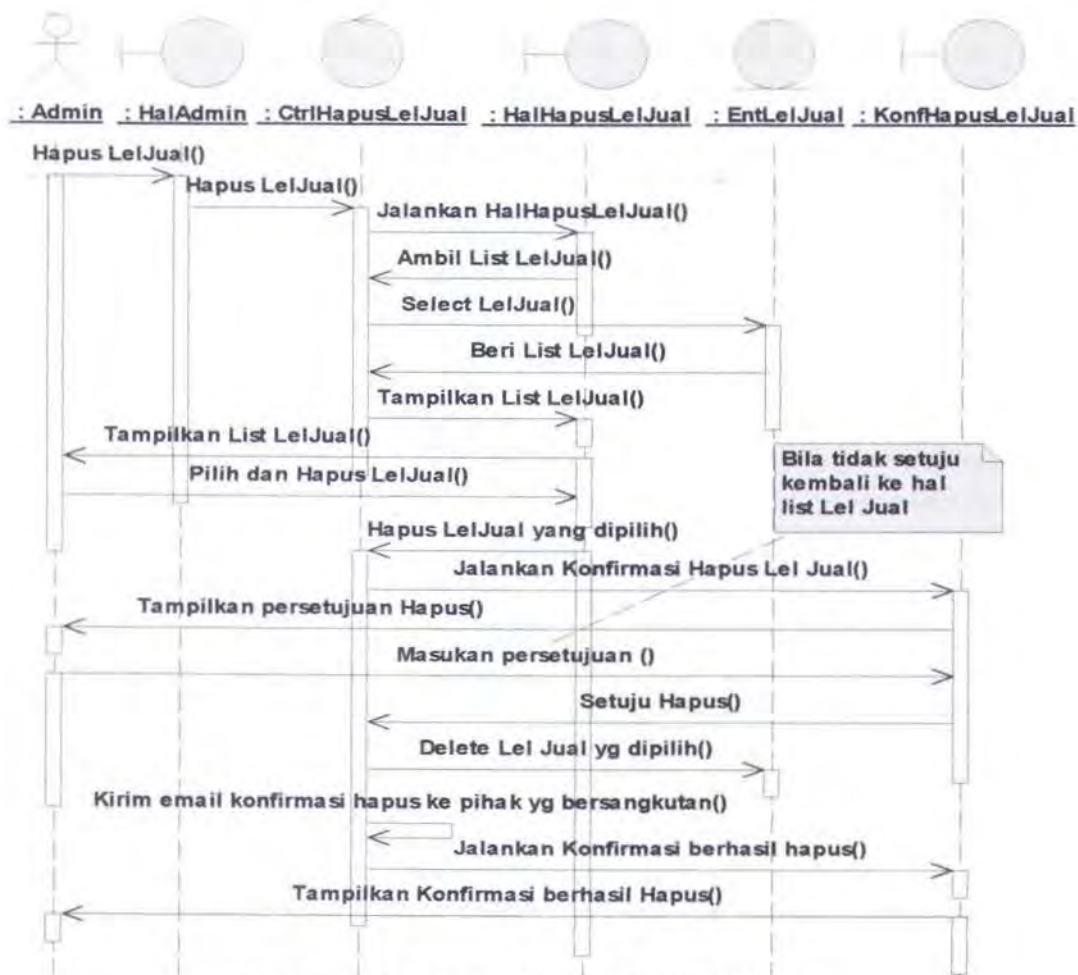 : Admin : HalAdmin : CtrlHapusLelJual : HalHapusLelJual : EntLelJual : KonfHapusLelJual
Hapus LelJual()
Hapus LelJual()
Jalankan HalHapusLelJual()
Ambil List LelJual()
Select LelJual()
Beri List LelJual()
Tampilkan List LelJual()
Tampilkan List LelJual()
Pilih dan Hapus LelJual()
Bila tidak setuju
kembali ke hal
list Lel Jual
Hapus LelJual yang dipilih()
Jalankan Konfirmasi Hapus Lel Jual()
Tampilkan persetujuan Hapus()
Masukan persetujuan ()
Setuju Hapus()
Delete Lel Jual yg dipilih()
Kirim email konfirmasi hapus ke pihak yg bersangkutan()
Jalankan Konfirmasi berhasil hapus()
Tampilkan Konfirmasi berhasil Hapus()